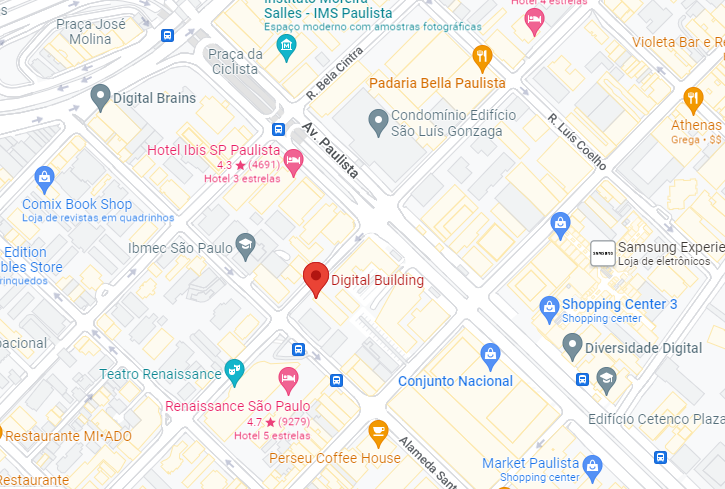 Instituto Moreira
Salles - IMS Paulista
Espaço moderno com amostras fotográficas
Hotel 4 estrelas
Praça José
Molina
Praça da
Ciclista
R. Bela Cintra
Padaria Bella Paulista
Violeta Bar e Re
Digital Brains
Condomínio Edifício
São Luís Gonzaga
Av. Paulista
R. Luís Coelho
Athenas
Grega • $$
Hotel Ibis SP Paulista
4.3 ★ (4691)
Hotel 3 estrelas
Comix Book Shop
Loja de revistas em quadrinhos
Ibmec São Paulo
Edition
bles Store
rinquedos
SAMSUNG
Samsung Experie
Loja de eletrônicos
Digital Building
Shopping Center 3
Shopping center
Diversidade Digital
pacional
Teatro Renaissance
Conjunto Nacional
Renaissance São Paulo
4.7 ★ (9279)
Hotel 5 estrelas
Edifício Cetenco Plaza
Restaurante MI•ADO
Perseu Coffee House
Alameda Sant
Market Paulista
Shopping center
Restaurante